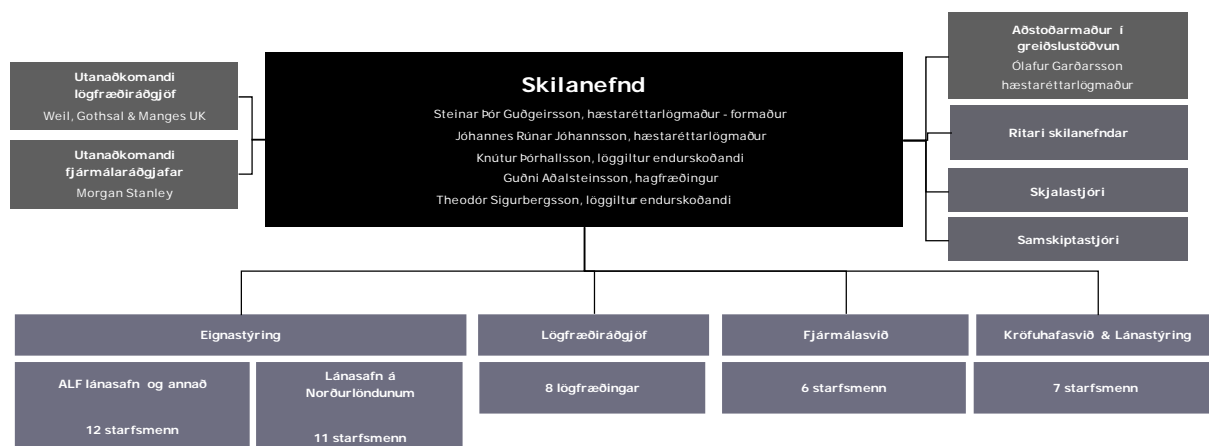 Utanaðkomandi
lögfræðiráðgjöf
Weil, Gothsal & Manges UK
Utanaðkomandi
fjármálaráðgjafar
Morgan Stanley
Skilanefnd
Steinar Þór Guðgeirsson, hæstaréttarlögmaður - formaður
Jóhannes Rúnar Jóhannsson, hæstaréttarlögmaður
Knútur Þórhallsson, löggiltur endurskoðandi
Guðni Aðalsteinsson, hagfræðingur
Theodór Sigurbergsson, löggiltur endurskoðandi
Aðstoðarmaður í
greiðslustöðvun
Ólafur Garðarsson
hæstaréttarlögmaður
Ritari skilanefndar
Skjalastjóri
Samskiptastjóri
Eignastýring
ALF lánasafn og annað
12 starfsmenn
Lánasafn á
Norðurlöndunum
11 starfsmenn
Lögfræðiráðgjöf
8 lögfræðingar
Fjármálasvið
6 starfsmenn
Kröfuhafasvið & Lánastýring
7 starfsmenn